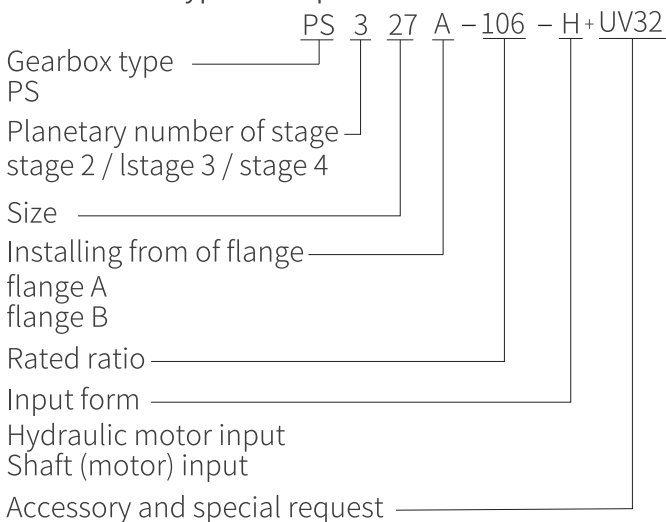 PS 3 27 A – 106 – H + UV32
Gearbox type
PS
Planetary number of stage
stage 2 / lstage 3 / stage 4
Size
Installing from of flange
flange A
flange B
Rated ratio
Input form
Hydraulic motor input
Shaft (motor) input
Accessory and special request